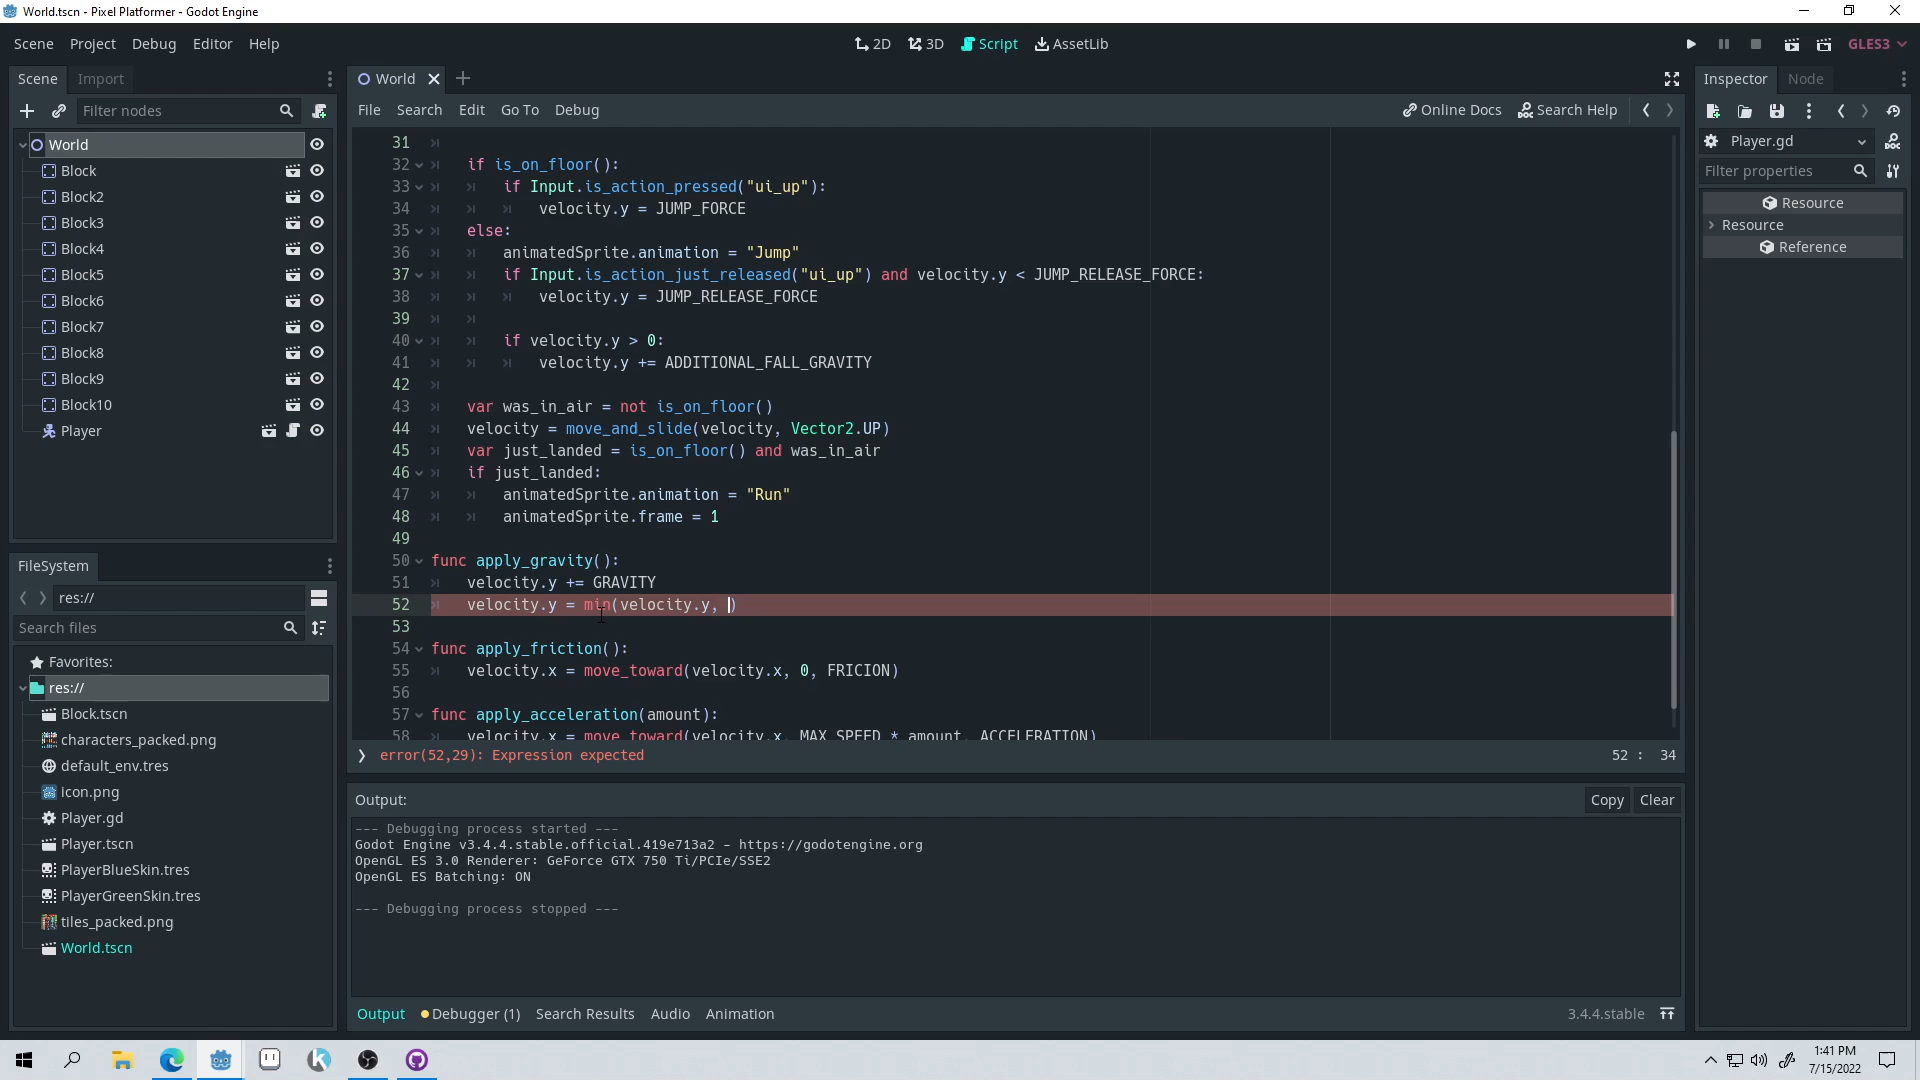 World.tscn - Pixel Platformer - Godot Engine
Scene Project Debug Editor Help
2D 3D Script AssetLib
GLES3
Scene Import
Filter nodes
World
Block
Block2
Block3
Block4
Block5
Block6
Block7
Block8
Block9
Block10
Player
FileSystem
res://
Search files
Favorites:
res://
Block.tscn
characters_packed.png
default_env.tres
icon.png
Player.gd
Player.tscn
PlayerBlueSkin.tres
PlayerGreenSkin.tres
tiles_packed.png
World.tscn
World
File Search Edit Go To Debug
Online Docs Search Help
31
32 if is_on_floor():
33 if Input.is_action_pressed("ui_up"):
34 velocity.y = JUMP_FORCE
35 else:
36 animatedSprite.animation = "Jump"
37 if Input.is_action_just_released("ui_up") and velocity.y < JUMP_RELEASE_FORCE:
38 velocity.y = JUMP_RELEASE_FORCE
39
40 if velocity.y > 0:
41 velocity.y += ADDITIONAL_FALL_GRAVITY
42
43 var was_in_air = not is_on_floor()
44 velocity = move_and_slide(velocity, Vector2.UP)
45 var just_landed = is_on_floor() and was_in_air
46 if just_landed:
47 animatedSprite.animation = "Run"
48 animatedSprite.frame = 1
49
50 func apply_gravity():
51 velocity.y += GRAVITY
52 velocity.y = min(velocity.y, )
53
54 func apply_friction():
55 velocity.x = move_toward(velocity.x, 0, FRICION)
56
57 func apply_acceleration(amount):
58 velocity.x = move_toward(velocity.x, MAX_SPEED * amount, ACCELERATION)
error(52,29): Expression expected
52 : 34
Output:
Copy Clear
--- Debugging process started ---
Godot Engine v3.4.4.stable.official.419e713a2 - https://godotengine.org
OpenGL ES 3.0 Renderer: GeForce GTX 750 Ti/PCIe/SSE2
OpenGL ES Batching: ON
--- Debugging process stopped ---
Output Debugger (1) Search Results Audio Animation
3.4.4.stable
Inspector Node
Player.gd
Filter properties
Resource
Resource
Reference
1:41 PM
7/15/2022